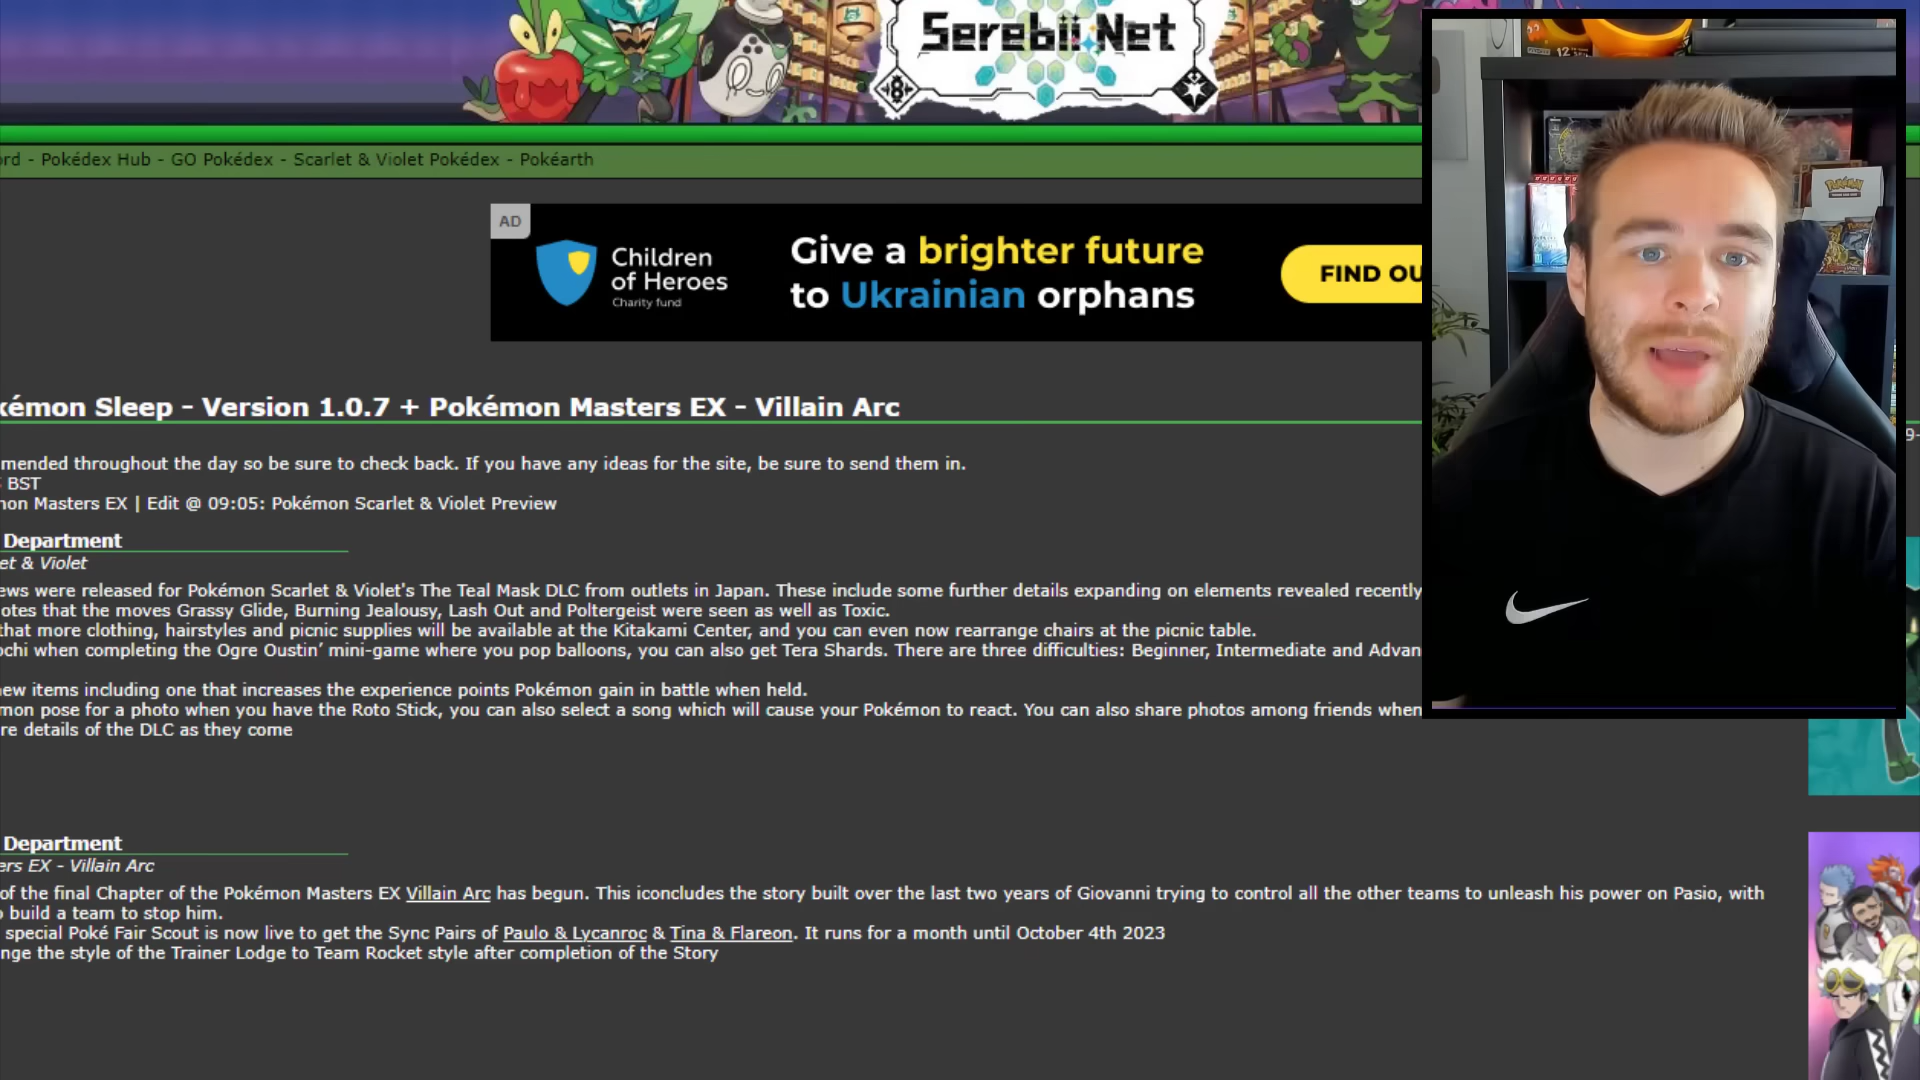 Serebii.Net
ord - Pokédex Hub - GO Pokédex - Scarlet & Violet Pokédex - Pokéarth
AD
Children
of Heroes
Charity fund
Give a brighter future
to Ukrainian orphans
FIND OU
kémon Sleep - Version 1.0.7 + Pokémon Masters EX - Villain Arc
mended throughout the day so be sure to check back. If you have any ideas for the site, be sure to send them in.
BST
non Masters EX | Edit @ 09:05: Pokémon Scarlet & Violet Preview
Department
et & Violet
ews were released for Pokémon Scarlet & Violet's The Teal Mask DLC from outlets in Japan. These include some further details expanding on elements revealed recently
otes that the moves Grassy Glide, Burning Jealousy, Lash Out and Poltergeist were seen as well as Toxic.
that more clothing, hairstyles and picnic supplies will be available at the Kitakami Center, and you can even now rearrange chairs at the picnic table.
ochi when completing the Ogre Oustin' mini-game where you pop balloons, you can also get Tera Shards. There are three difficulties: Beginner, Intermediate and Advan
new items including one that increases the experience points Pokémon gain in battle when held.
mon pose for a photo when you have the Roto Stick, you can also select a song which will cause your Pokémon to react. You can also share photos among friends when
re details of the DLC as they come
Department
ers EX - Villain Arc
of the final Chapter of the Pokémon Masters EX Villain Arc has begun. This iconcludes the story built over the last two years of Giovanni trying to control all the other teams to unleash his power on Pasio, with
o build a team to stop him.
special Poké Fair Scout is now live to get the Sync Pairs of Paulo & Lycanroc & Tina & Flareon. It runs for a month until October 4th 2023
nge the style of the Trainer Lodge to Team Rocket style after completion of the Story
9-
Pokémon
12